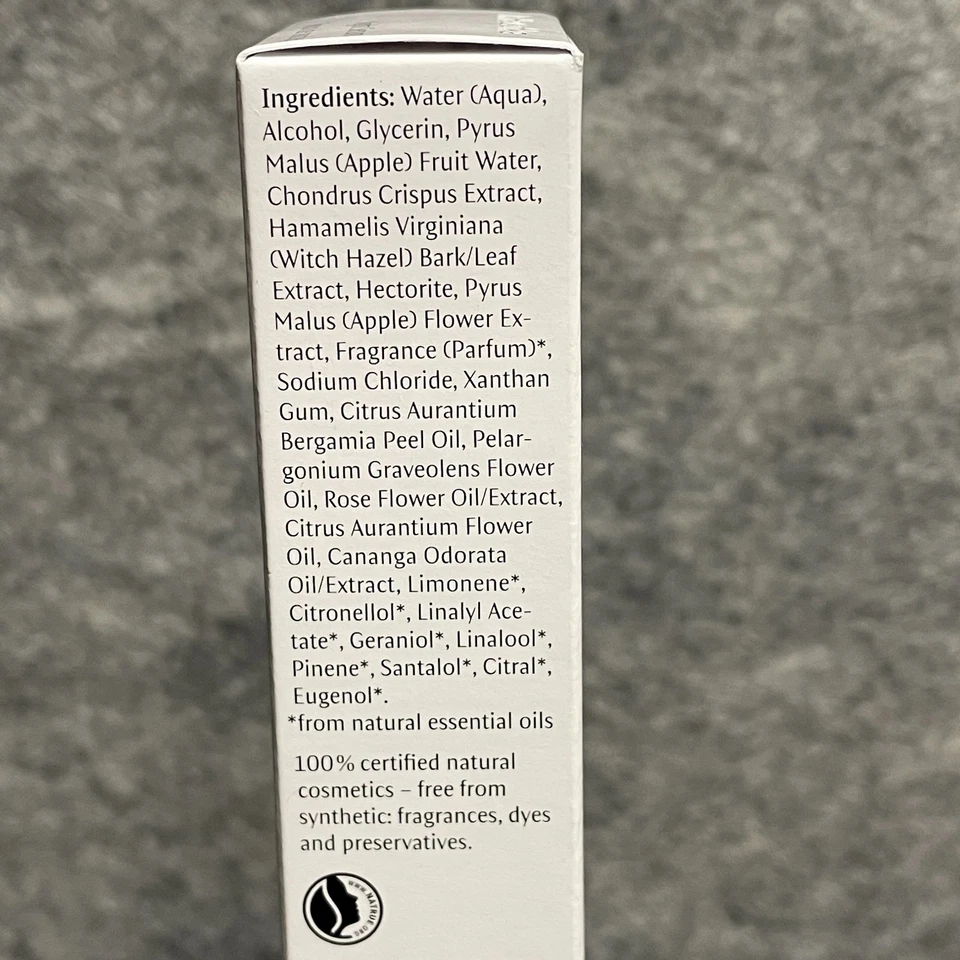 Ingredients: Water (Aqua),
Alcohol, Glycerin, Pyrus
Malus (Apple) Fruit Water,
Chondrus Crispus Extract,
Hamamelis Virginiana
(Witch Hazel) Bark/Leaf
Extract, Hectorite, Pyrus
Malus (Apple) Flower Ex-
tract, Fragrance (Parfum)*,
Sodium Chloride, Xanthan
Gum, Citrus Aurantium
Bergamia Peel Oil, Pelar-
gonium Graveolens Flower
Oil, Rose Flower Oil/Extract,
Citrus Aurantium Flower
Oil, Cananga Odorata
Oil/Extract, Limonene*,
Citronellol*, Linalyl Ace-
tate*, Geraniol*, Linalool*,
Pinene*, Santalol*, Citral*,
Eugenol*.
*from natural essential oils
100% certified natural
cosmetics – free from
synthetic: fragrances, dyes
and preservatives.
WWW.NATRUE.ORG